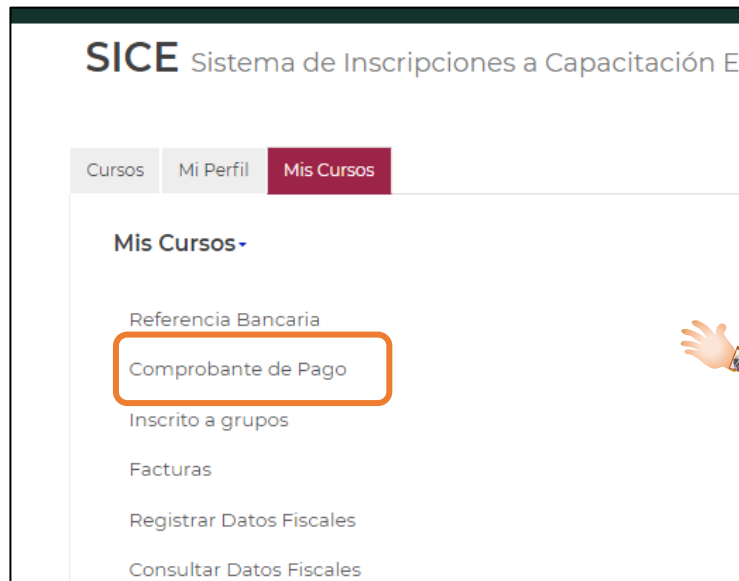 SICE Sistema de Inscripciones a Capacitación E
Cursos Mi Perfil Mis Cursos
Mis Cursos
Referencia Bancaria
Comprobante de Pago
Inscrito a grupos
Facturas
Registrar Datos Fiscales
Consultar Datos Fiscales